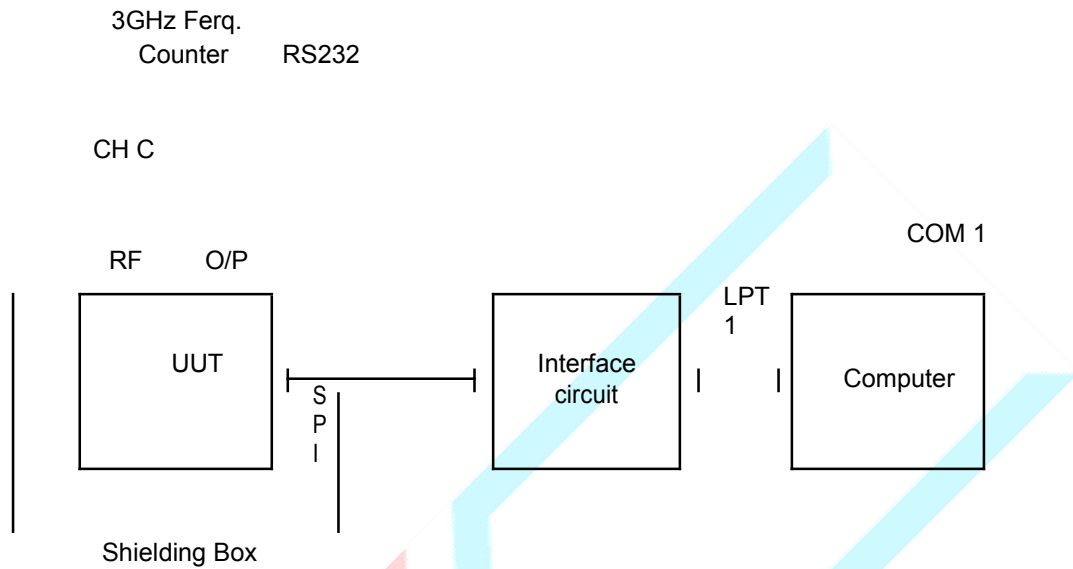 3GHz Ferq.
Counter RS232
CH C
COM 1
RF O/P
LPT
1
UUT
Interface
circuit
Computer
S
P
I
Shielding Box